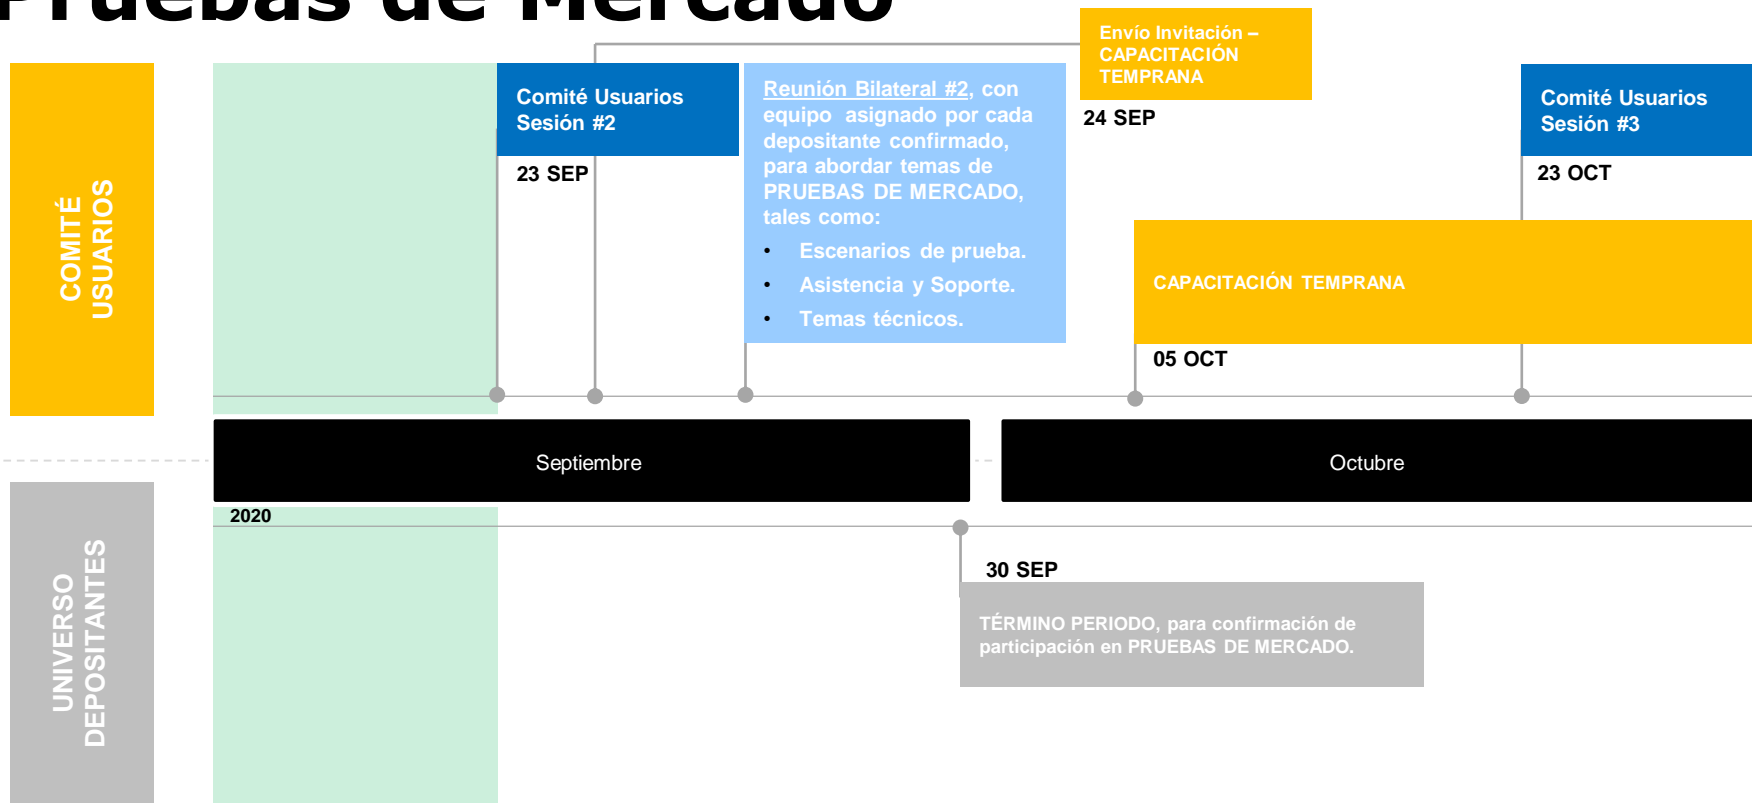 Pruebas de Mercado
Envío Invitación –
CAPACITACIÓN
TEMPRANA
24 SEP
Comité Usuarios
Sesión #2
23 SEP
Reunión Bilateral #2, con
equipo asignado por cada
depositante confirmado,
para abordar temas de
PRUEBAS DE MERCADO,
tales como:
• Escenarios de prueba.
• Asistencia y Soporte.
• Temas técnicos.
Comité Usuarios
Sesión #3
23 OCT
COMITÉ
USUARIOS
CAPACITACIÓN TEMPRANA
05 OCT
Septiembre
Octubre
2020
UNIVERSO
DEPOSITANTES
30 SEP
TÉRMINO PERIODO, para confirmación de
participación en PRUEBAS DE MERCADO.